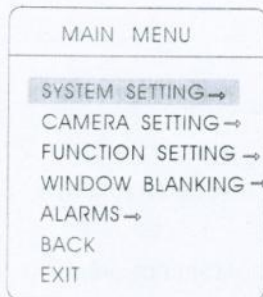 MAIN MENU
SYSTEM SETTING→
CAMERA SETTING→
FUNCTION SETTING→
WINDOW BLANKING→
ALARMS→
BACK
EXIT